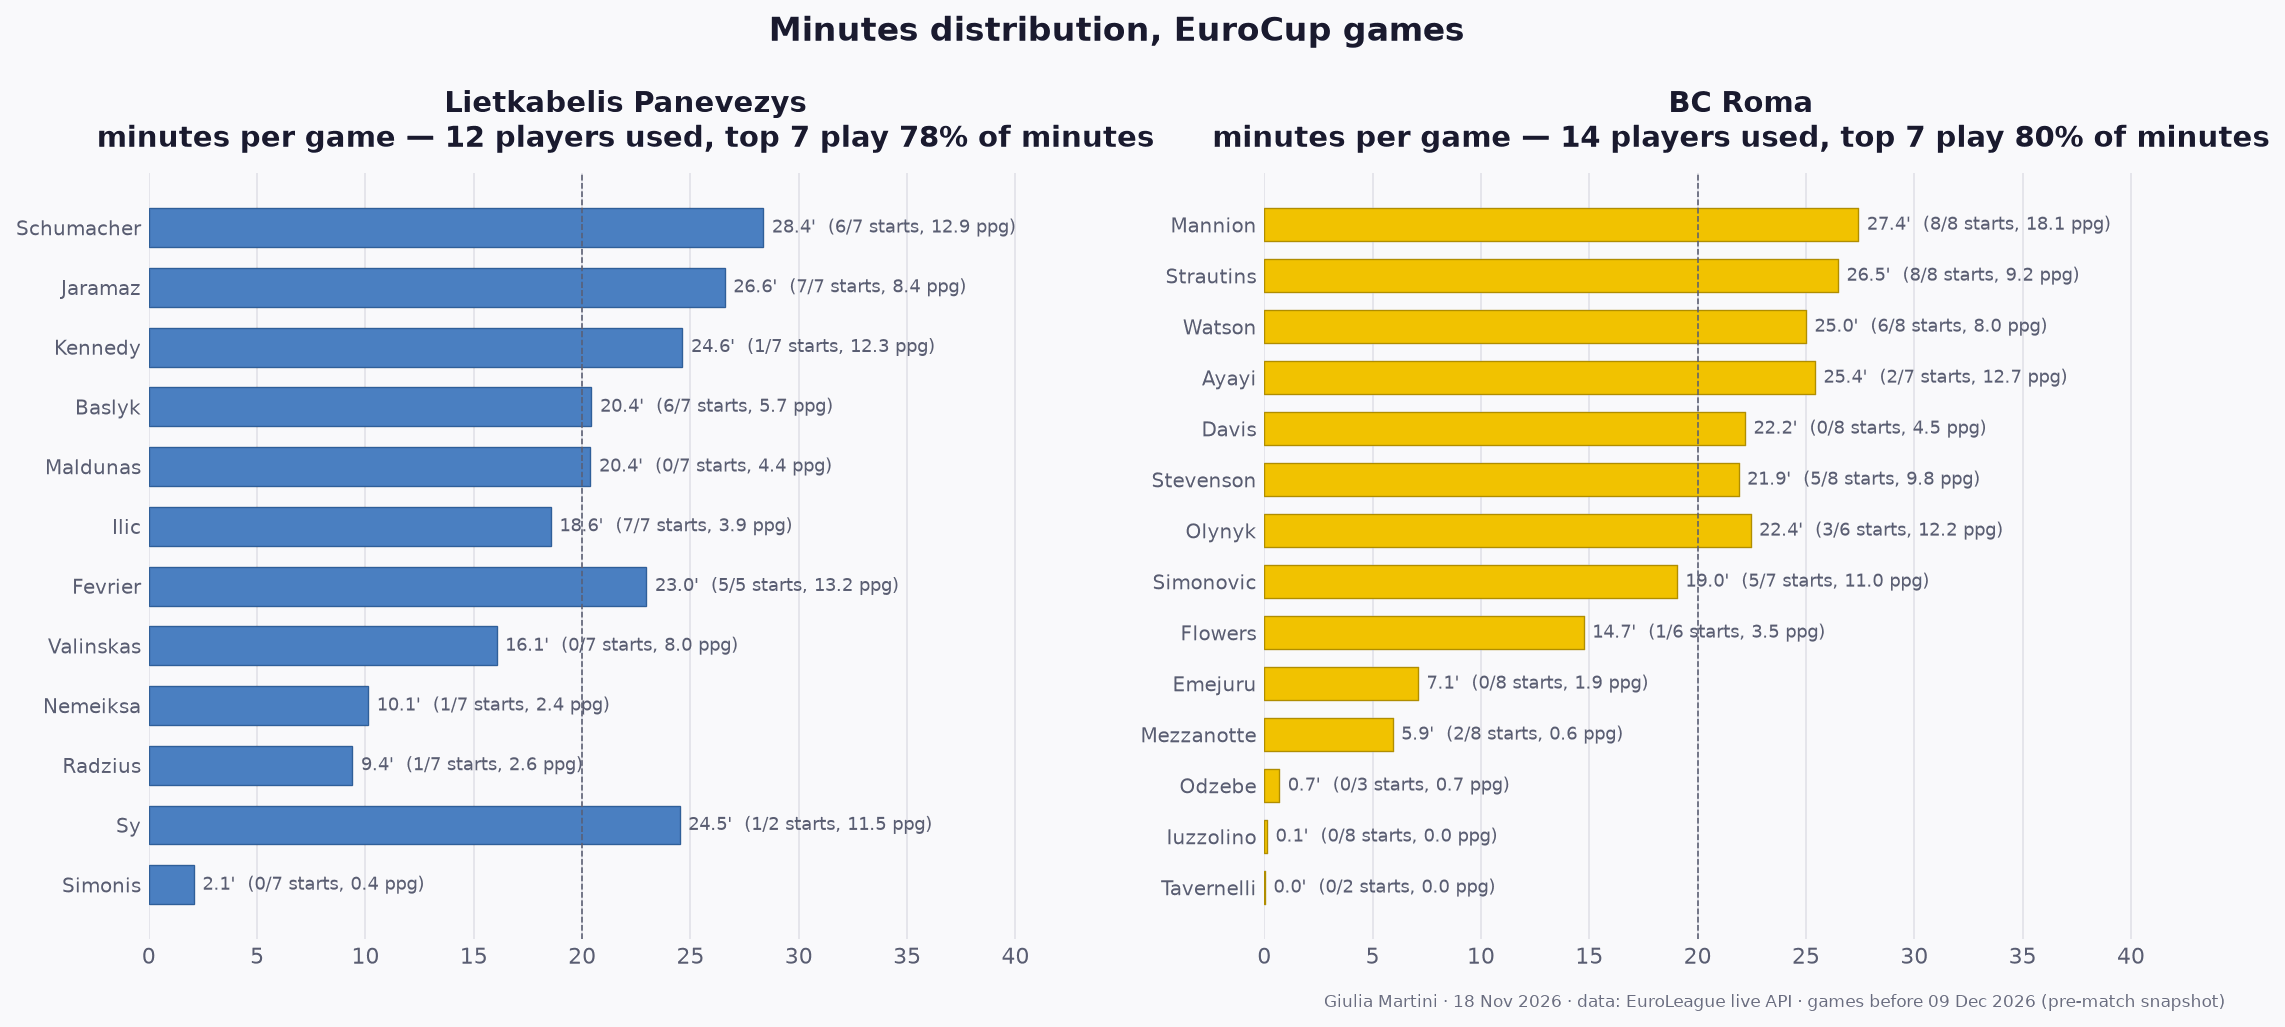 Minutes distribution, EuroCup games
Lietkabelis Panevezys
minutes per game — 12 players used, top 7 play 78% of minutes
Schumacher 28.4' (6/7 starts, 12.9 ppg)
Jaramaz 26.6' (7/7 starts, 8.4 ppg)
Kennedy 24.6' (1/7 starts, 12.3 ppg)
Baslyk 20.4' (6/7 starts, 5.7 ppg)
Maldunas 20.4' (0/7 starts, 4.4 ppg)
Ilic 18.6' (7/7 starts, 3.9 ppg)
Fevrier 23.0' (5/5 starts, 13.2 ppg)
Valinskas 16.1' (0/7 starts, 8.0 ppg)
Nemeiksa 10.1' (1/7 starts, 2.4 ppg)
Radzius 9.4' (1/7 starts, 2.6 ppg)
Sy 24.5' (1/2 starts, 11.5 ppg)
Simonis 2.1' (0/7 starts, 0.4 ppg)
0 5 10 15 20 25 30 35 40
BC Roma
minutes per game — 14 players used, top 7 play 80% of minutes
Mannion 27.4' (8/8 starts, 18.1 ppg)
Strautins 26.5' (8/8 starts, 9.2 ppg)
Watson 25.0' (6/8 starts, 8.0 ppg)
Ayayi 25.4' (2/7 starts, 12.7 ppg)
Davis 22.2' (0/8 starts, 4.5 ppg)
Stevenson 21.9' (5/8 starts, 9.8 ppg)
Olynyk 22.4' (3/6 starts, 12.2 ppg)
Simonovic 19.0' (5/7 starts, 11.0 ppg)
Flowers 14.7' (1/6 starts, 3.5 ppg)
Emejuru 7.1' (0/8 starts, 1.9 ppg)
Mezzanotte 5.9' (2/8 starts, 0.6 ppg)
Odzebe 0.7' (0/3 starts, 0.7 ppg)
Iuzzolino 0.1' (0/8 starts, 0.0 ppg)
Tavernelli 0.0' (0/2 starts, 0.0 ppg)
0 5 10 15 20 25 30 35 40
Giulia Martini · 18 Nov 2026 · data: EuroLeague live API · games before 09 Dec 2026 (pre-match snapshot)